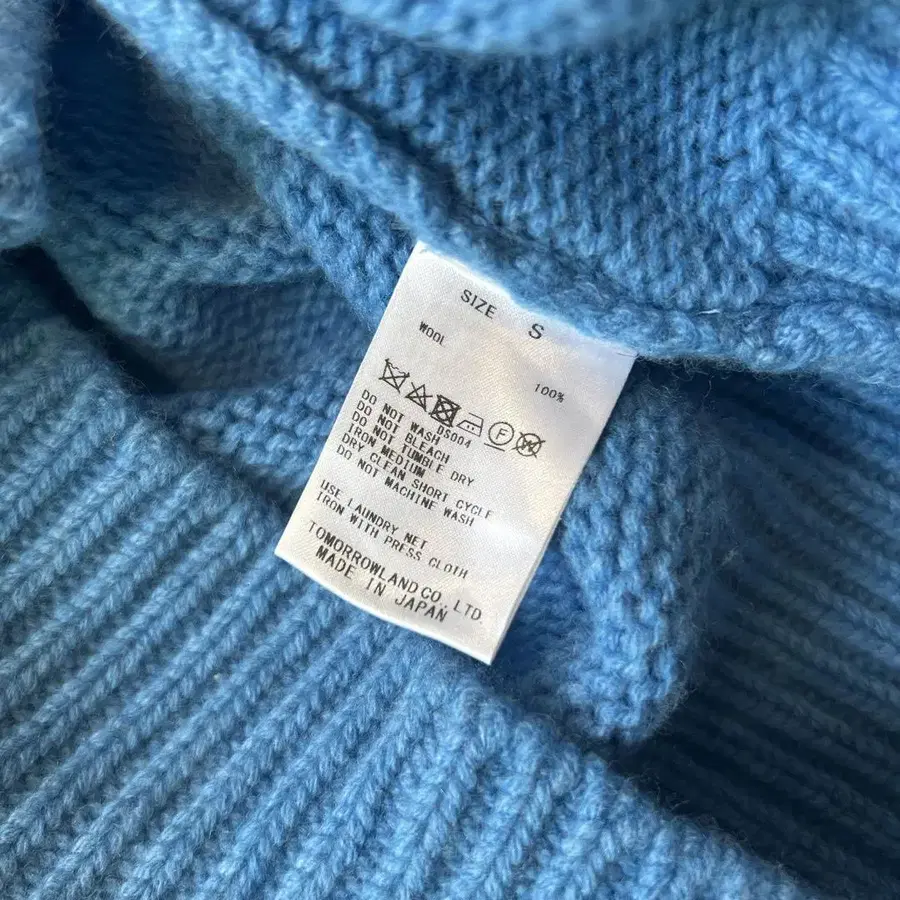 SIZE S
WOOL 100%
F
DO NOT WASH
DS004
DO NOT BLEACH
DO NOT TUMBLE DRY
IRON MEDIUM
DRY CLEAN SHORT CYCLE
DO NOT MACHINE WASH
USE LAUNDRY NET
IRON WITH PRESS CLOTH
TOMORROWLAND CO., LTD.
MADE IN JAPAN